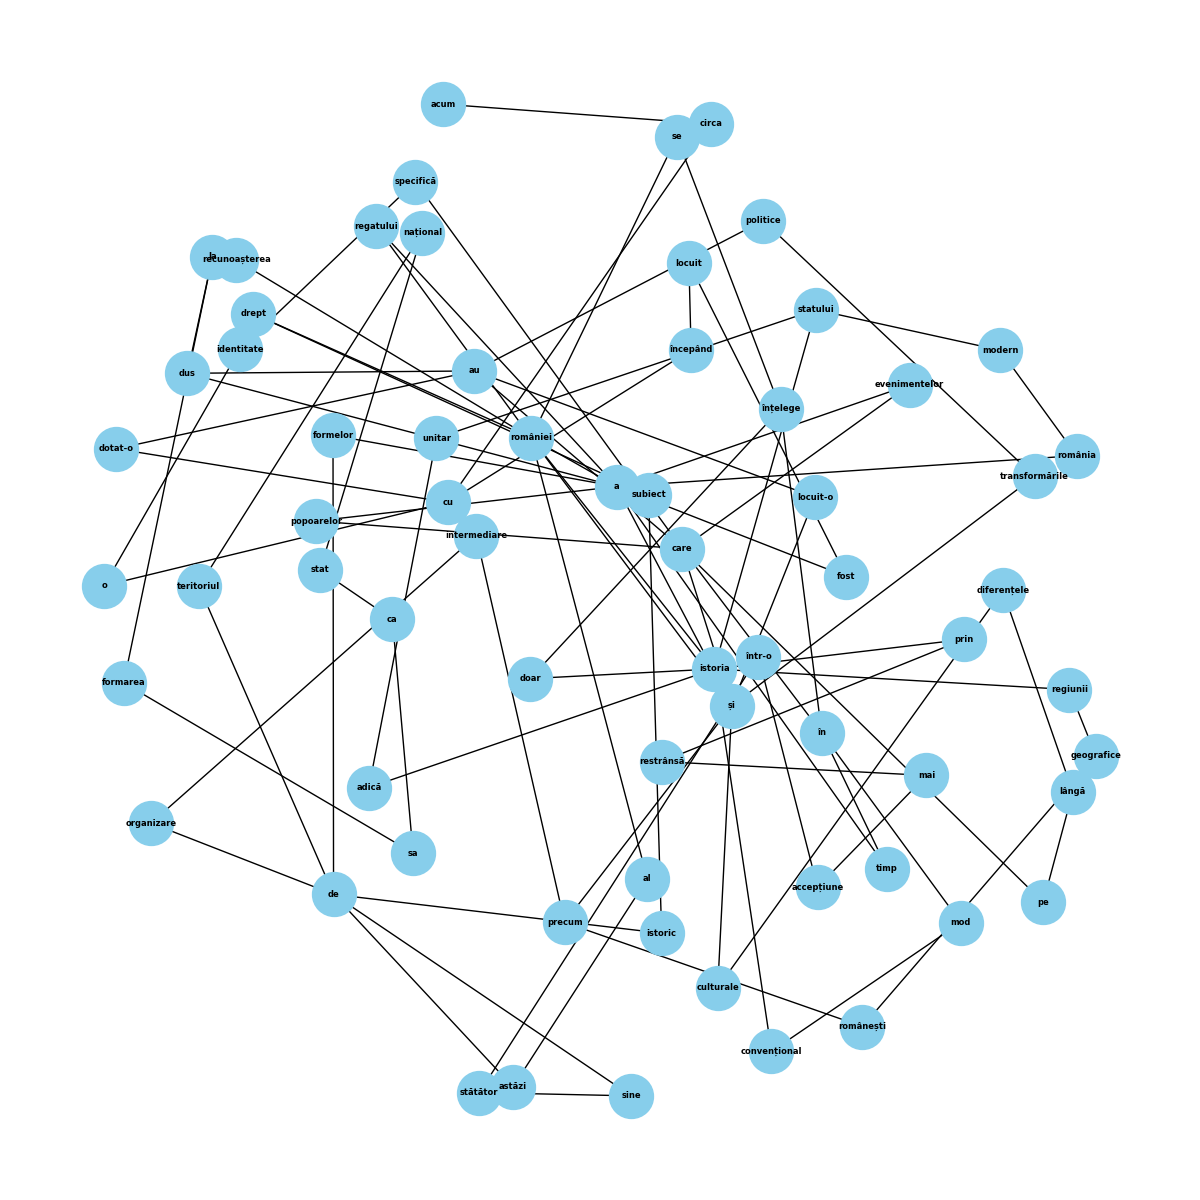 acum
circa
se
specifică
politice
regatului
național
la
recunoașterea
locuit
statului
drept
identitate
începând
modern
dus
au
evenimentelor
înțelege
formelor
unitar
româniei
dotat-o
românia
transformările
a
subiect
locuit-o
cu
popoarelor
intermediare
care
stat
fost
o
teritoriul
diferențele
ca
prin
într-o
istoria
doar
formarea
regiunii
și
în
geografice
restrânsă
mai
adică
lângă
organizare
sa
timp
al
accepțiune
de
pe
precum
mod
istoric
culturale
românești
convențional
astăzi
stătător
sine